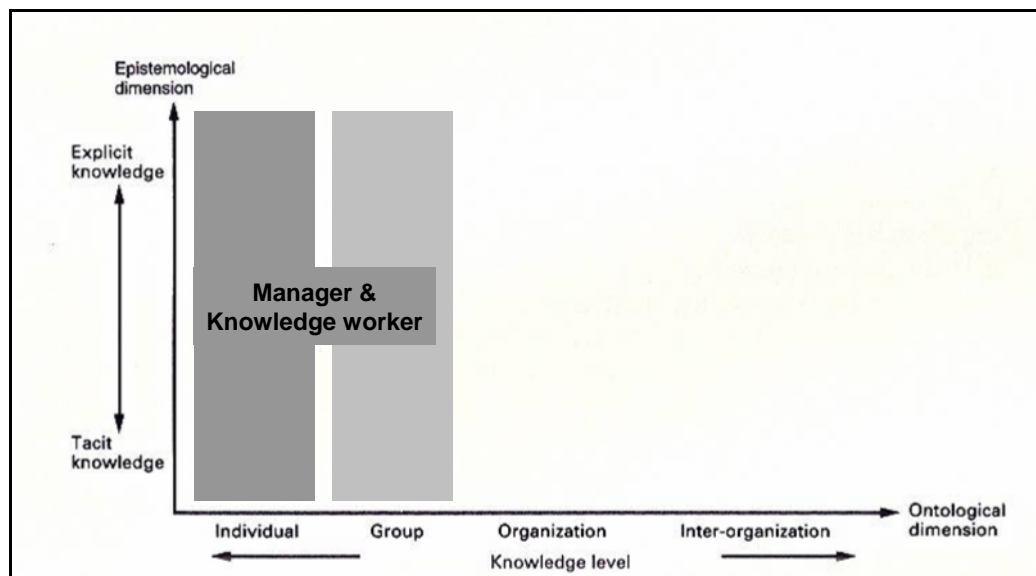 Epistemological
dimension
Explicit
knowledge
Manager &
Knowledge worker
Tacit
knowledge
Individual
Group
Organization
Inter-organization
Ontological
dimension
Knowledge level